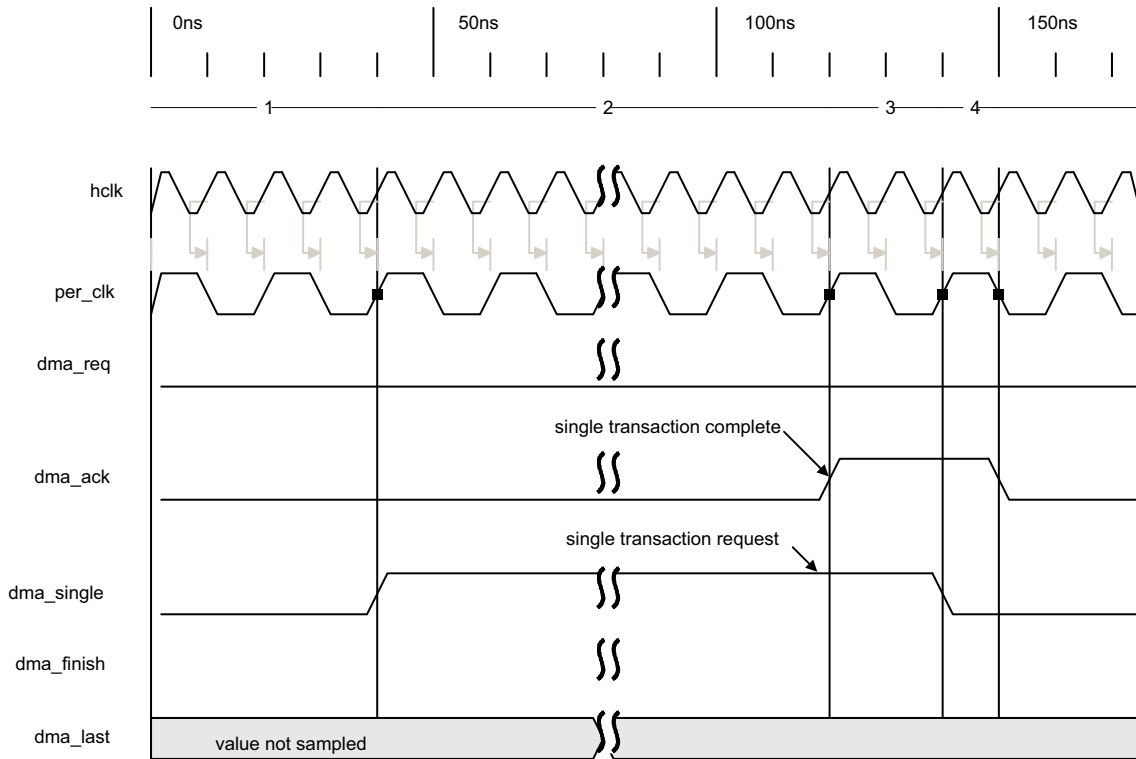 0ns 50ns 100ns 150ns
1 2 3 4
hclk
per_clk
dma_req
single transaction complete
dma_ack
single transaction request
dma_single
dma_finish
dma_last
value not sampled